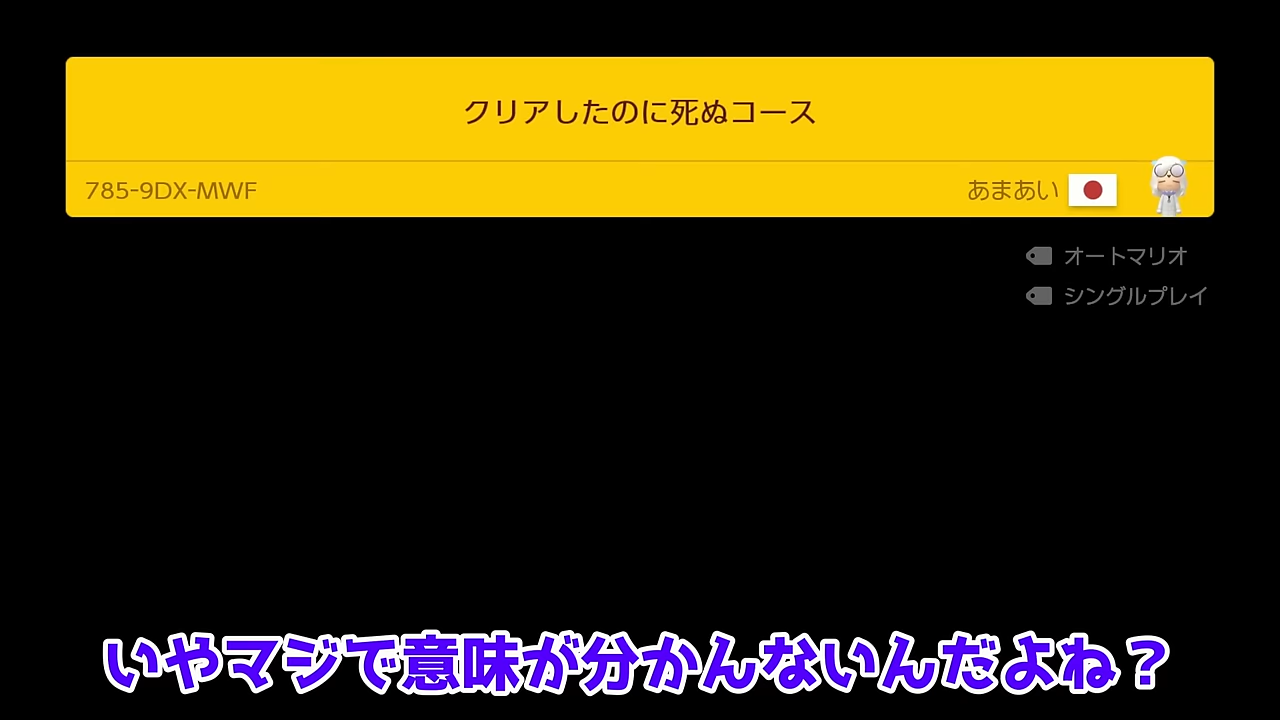 クリアしたのに死ぬコース
785-9DX-MWF
あまあい
オートマリオ
シングルプレイ
いやマジで意味が分かんないんだよね？